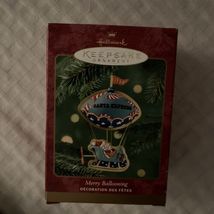 Hallmark
KEEPSAKE
ORNAMENT
SANTA EXPRESS
Merry Ballooning
DÉCORATION DES FÊTES